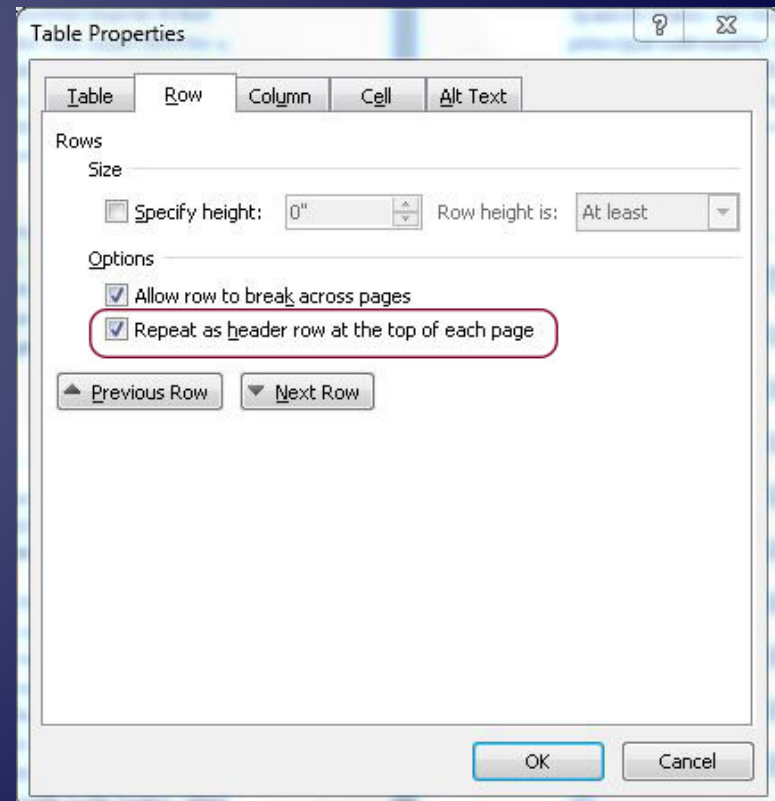 Table Properties
Table Row Column Cell Alt Text
Rows
Size
Specify height: 0" Row height is: At least
Options
Allow row to break across pages
Repeat as header row at the top of each page
Previous Row Next Row
OK Cancel